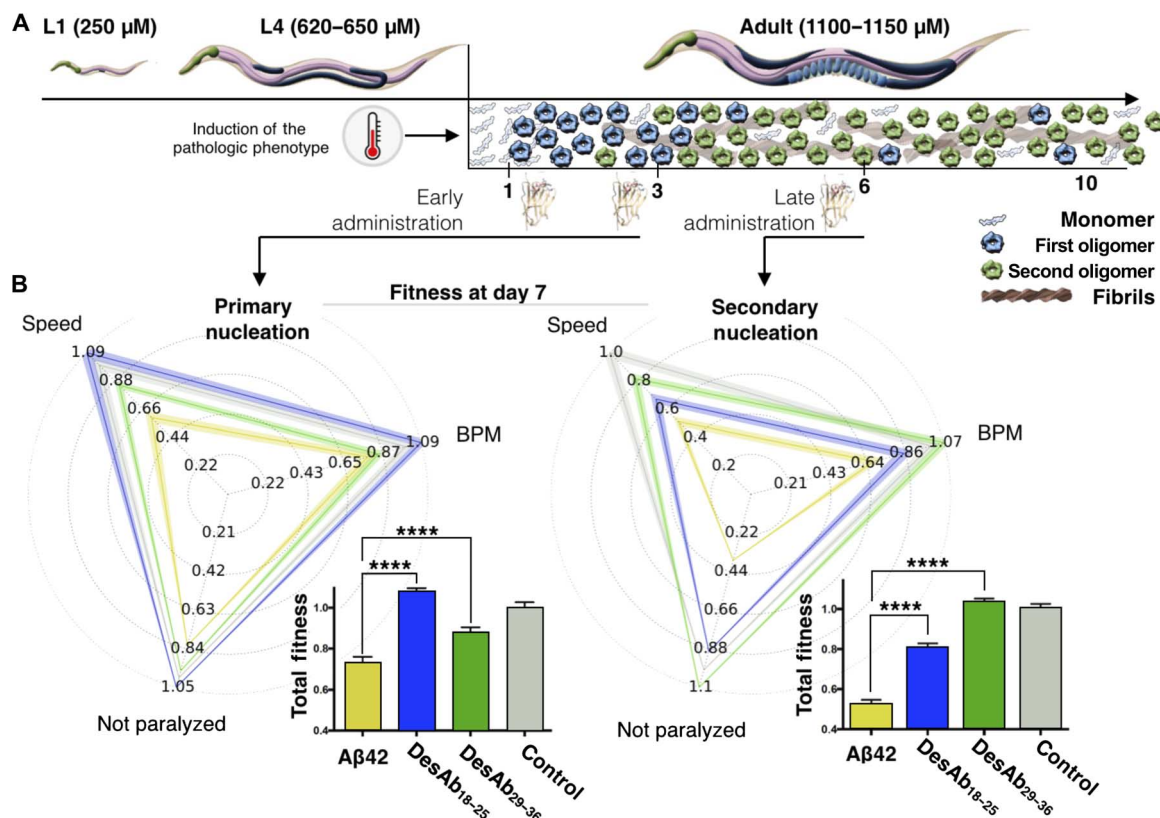 A
L1 (250 µM)
L4 (620–650 µM)
Adult (1100–1150 µM)
Induction of the
pathologic phenotype
1
3
6
10
Early
administration
Late
administration
Monomer
First oligomer
Second oligomer
Fibrils
B
Fitness at day 7
Primary
nucleation
Speed
1.09
0.88
0.66
0.44
0.22
BPM
1.09
0.87
0.65
0.43
0.22
0.21
0.42
0.63
0.84
1.05
Not paralyzed
****
****
Total fitness
1.0
0.8
0.6
0.4
Aβ42
DesAb18–25
DesAb29–36
Control
Secondary
nucleation
Speed
1.0
0.8
0.6
0.4
0.2
BPM
1.07
0.86
0.64
0.43
0.21
0.22
0.44
0.66
0.88
1.1
Not paralyzed
****
****
Total fitness
1.0
0.8
0.6
0.4
Aβ42
DesAb18–25
DesAb29–36
Control